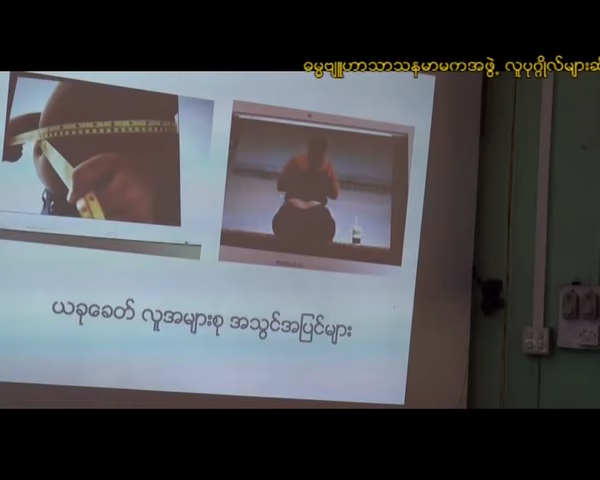 ဓမ္မဗျူဟာသာသနမာမကအဖွဲ့ လူပုဂ္ဂိုလ်များ
ယခုခေတ် လူအများစု အသွင်အပြင်များ